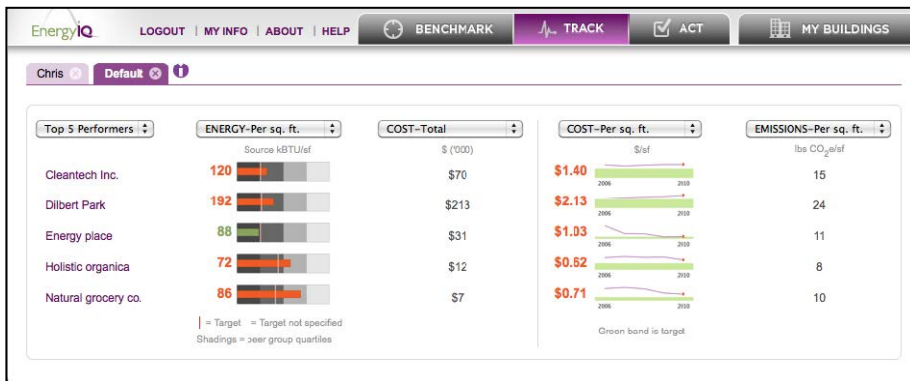 EnergyIQ LOGOUT | MY INFO | ABOUT | HELP BENCHMARK TRACK ACT MY BUILDINGS
Chris Default
Top 5 Performers ENERGY-Per sq. ft. COST-Total COST-Per sq. ft. EMISSIONS-Per sq. ft.
Source kBTU/sf $ ('000) $/sf lbs CO2e/sf
Cleantech Inc. 120 $70 $1.40 15
2006 2010
Dilbert Park 192 $213 $2.13 24
2006 2010
Energy place 88 $31 $1.03 11
2006 2010
Holistic organica 72 $12 $0.62 8
2006 2010
Natural grocery co. 86 $7 $0.71 10
2006 2010
| = Target = Target not specified
Shadings = peer group quartiles
Green band is target